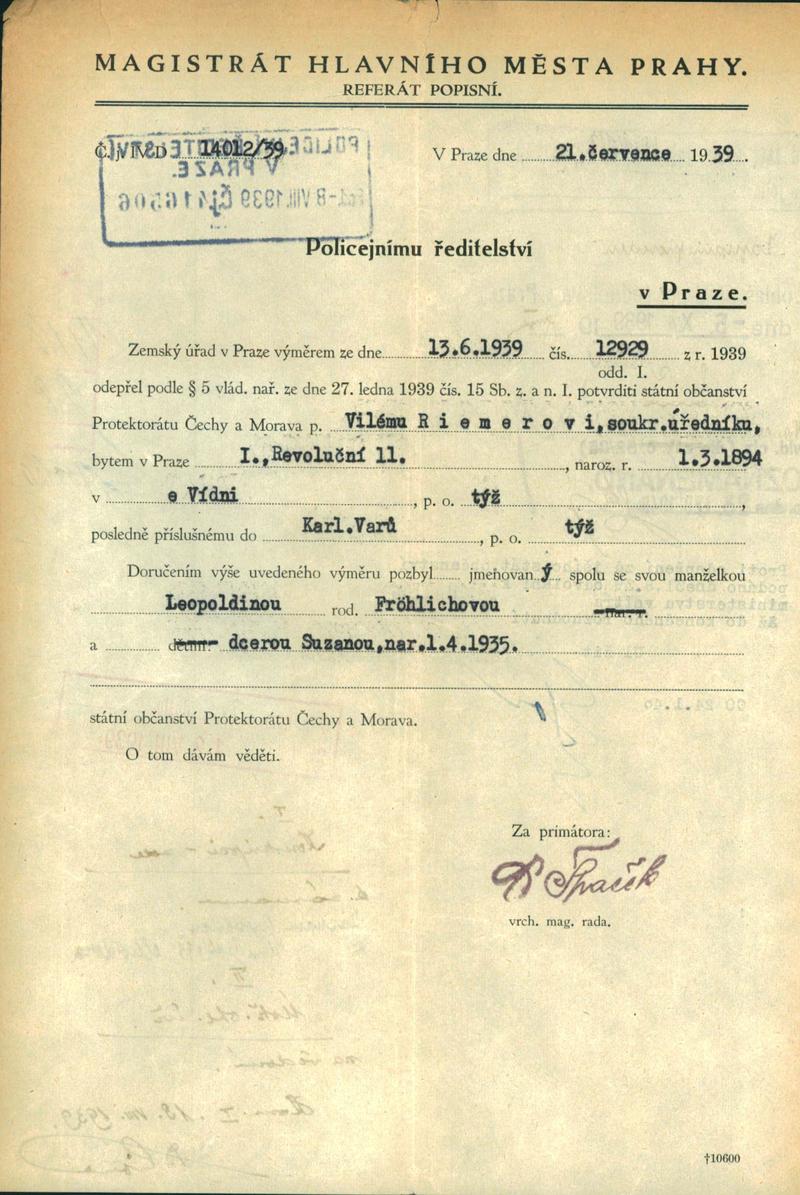 MAGISTRÁT HLAVNÍHO MĚSTA PRAHY.
REFERÁT POPISNÍ.
14012/39
V Praze dne 21.července 1939.
Policejnímu ředitelství
v Praze.
Zemský úřad v Praze výměrem ze dne 13.6.1939 čís. 12929 z r. 1939
odd. I.
odepřel podle § 5 vlád. nař. ze dne 27. ledna 1939 čís. 15 Sb. z. a n. I. potvrditi státní občanství
Protektorátu Čechy a Morava p. Vilému R i e m e r o v i, soukr.úředníku,
bytem v Praze I., Revoluční 11. , naroz. r. 1.3.1894
v e Vídni , p. o. týž ,
posledně příslušnému do Karl.Varů , p. o. týž
Doručením výše uvedeného výměru pozbyl jmenován ý spolu se svou manželkou
Leopoldinou rod. Fröhlichovou nar. r.
a dětmi: dcerou Suzanou,nar.1.4.1935.
státní občanství Protektorátu Čechy a Morava.
O tom dávám věděti.
Za primátora:
vrch. mag. rada.
†10600